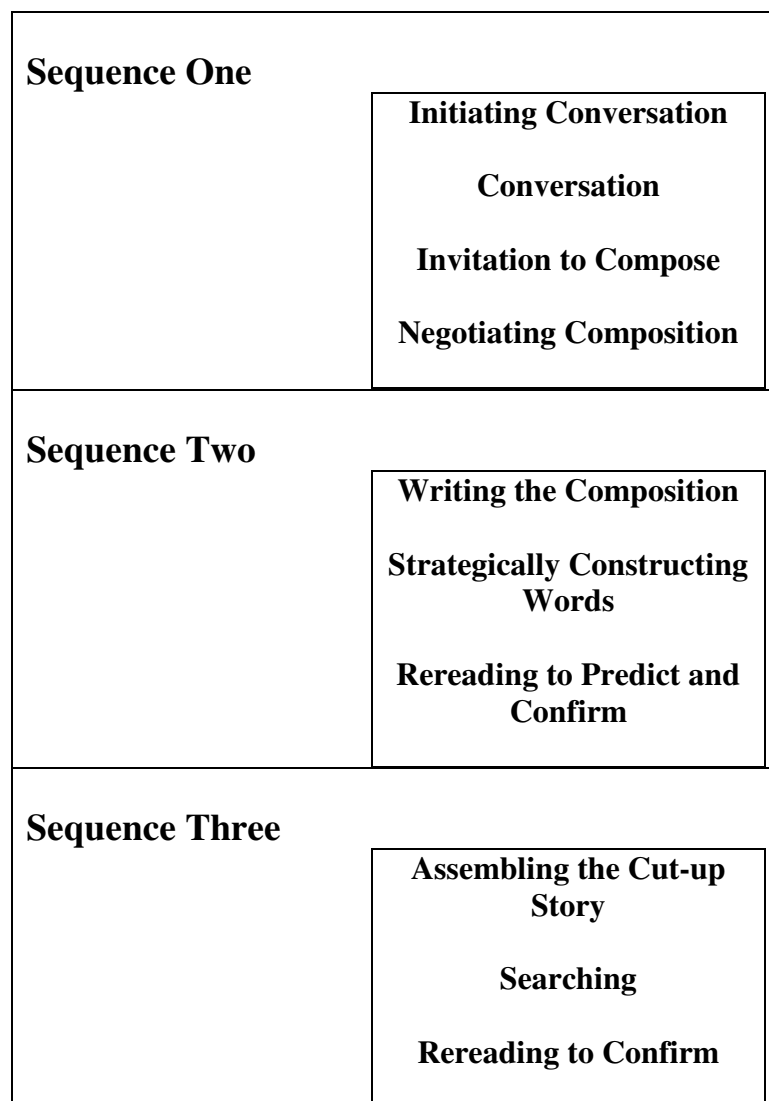 Sequence One
Initiating Conversation
Conversation
Invitation to Compose
Negotiating Composition
Sequence Two
Writing the Composition
Strategically Constructing
Words
Rereading to Predict and
Confirm
Sequence Three
Assembling the Cut-up
Story
Searching
Rereading to Confirm